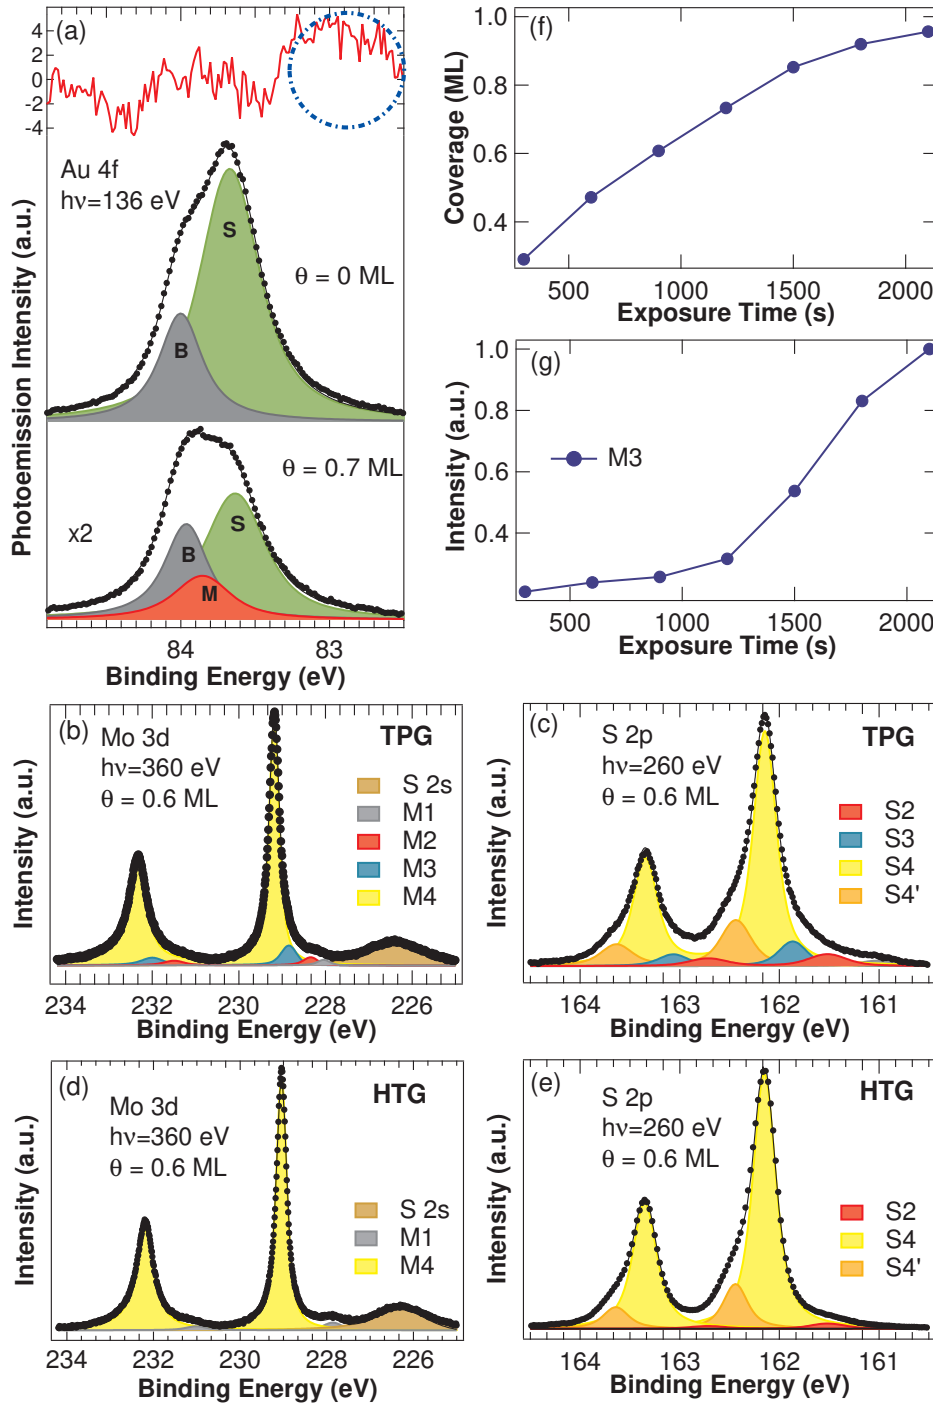 (a)
4
2
0
-2
-4
Au 4f
hν=136 eV
S
B
θ = 0 ML
θ = 0.7 ML
x2
S
B
M
84
83
Binding Energy (eV)
Photoemission Intensity (a.u.)
(f)
1.0
0.8
0.6
0.4
Coverage (ML)
500
1000
1500
2000
Exposure Time (s)
(g)
1.0
0.8
0.6
0.4
M3
Intensity (a.u.)
500
1000
1500
2000
Exposure Time (s)
(b)
Mo 3d
TPG
hν=360 eV
θ = 0.6 ML
S 2s
M1
M2
M3
M4
Intensity (a.u.)
234
232
230
228
226
Binding Energy (eV)
(c)
S 2p
TPG
hν=260 eV
θ = 0.6 ML
S2
S3
S4
S4'
Intensity (a.u.)
164
163
162
161
Binding Energy (eV)
(d)
Mo 3d
HTG
hν=360 eV
θ = 0.6 ML
S 2s
M1
M4
Intensity (a.u.)
234
232
230
228
226
Binding Energy (eV)
(e)
S 2p
HTG
hν=260 eV
θ = 0.6 ML
S2
S4
S4'
Intensity (a.u.)
164
163
162
161
Binding Energy (eV)